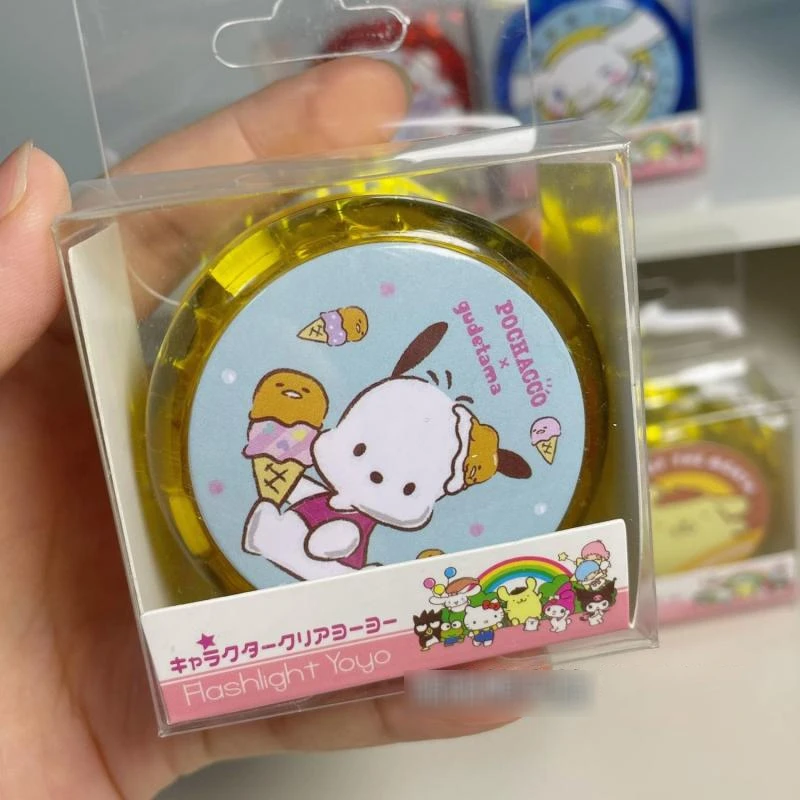 POCHACCO
×
gudetama
キャラクタークリアヨーヨー
Flashlight Yoyo